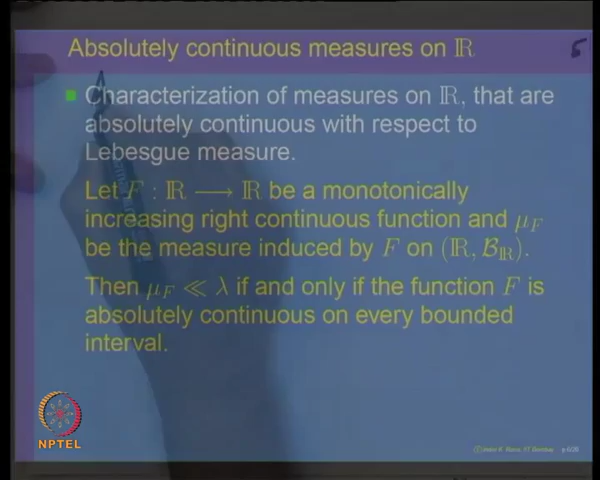 Absolutely continuous measures on ℝ
Characterization of measures on ℝ, that are
absolutely continuous with respect to
Lebesgue measure.
Let F : ℝ ⟶ ℝ be a monotonically
increasing right continuous function and μ_F
be the measure induced by F on (ℝ, 𝓑_ℝ).
Then μ_F ≪ λ if and only if the function F is
absolutely continuous on every bounded
interval.
NPTEL